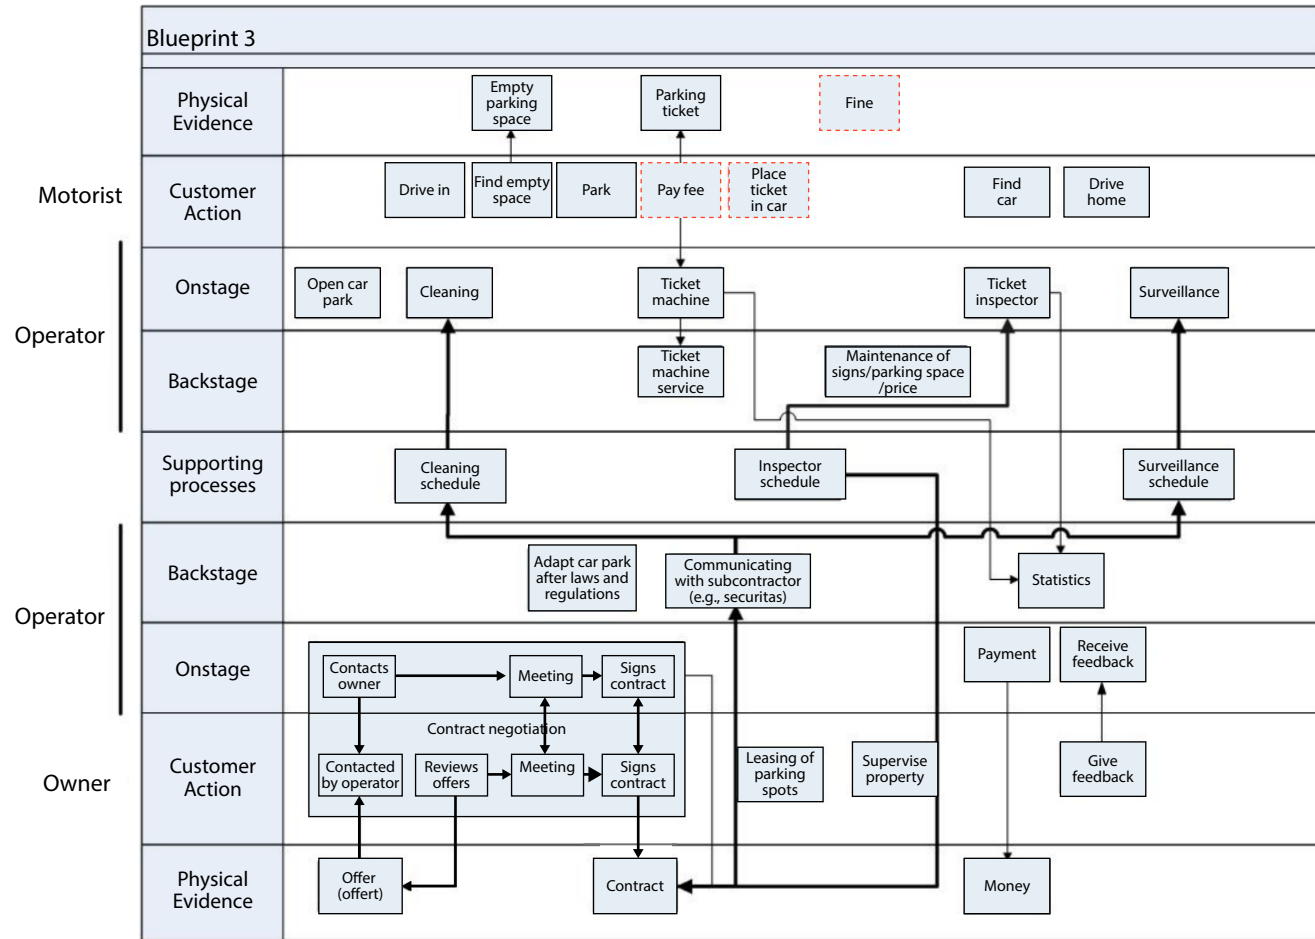 Blueprint 3
Physical
Evidence
Empty
parking
space
Parking
ticket
Fine
Motorist
Customer
Action
Drive in
Find empty
space
Park
Pay fee
Place
ticket
in car
Find
car
Drive
home
Operator
Onstage
Open car
park
Cleaning
Ticket
machine
Ticket
inspector
Surveillance
Backstage
Ticket
machine
service
Maintenance of
signs/parking space
/price
Supporting
processes
Cleaning
schedule
Inspector
schedule
Surveillance
schedule
Operator
Backstage
Adapt car park
after laws and
regulations
Communicating
with subcontractor
(e.g., securitas)
Statistics
Onstage
Contacts
owner
Meeting
Signs
contract
Payment
Receive
feedback
Contract negotiation
Owner
Customer
Action
Contacted
by operator
Reviews
offers
Meeting
Signs
contract
Leasing of
parking
spots
Supervise
property
Give
feedback
Physical
Evidence
Offer
(offert)
Contract
Money